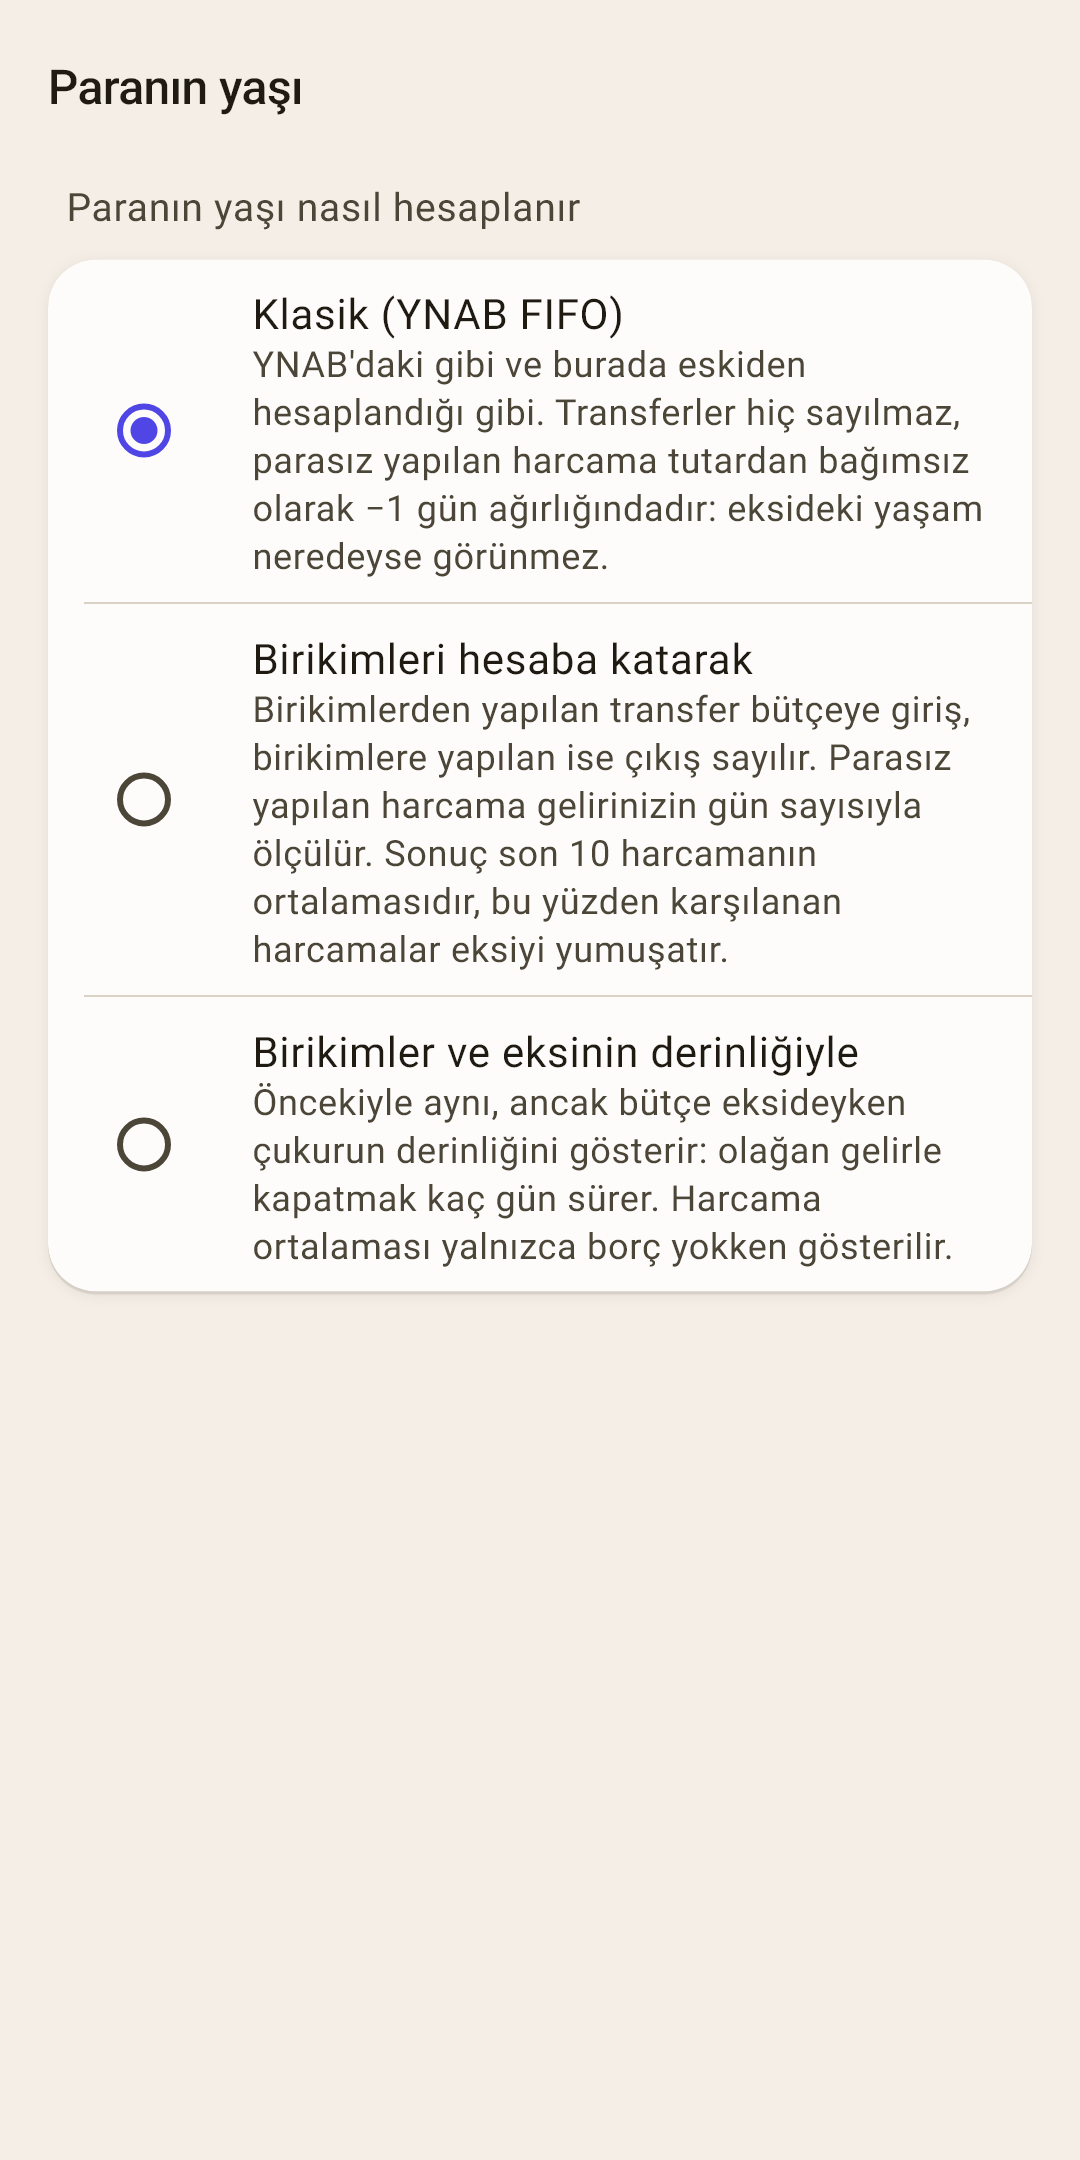 Paranın yaşı
Paranın yaşı nasıl hesaplanır
Klasik (YNAB FIFO)
YNAB'daki gibi ve burada eskiden
hesaplandığı gibi. Transferler hiç sayılmaz,
parasız yapılan harcama tutardan bağımsız
olarak −1 gün ağırlığındadır: eksideki yaşam
neredeyse görünmez.
Birikimleri hesaba katarak
Birikimlerden yapılan transfer bütçeye giriş,
birikimlere yapılan ise çıkış sayılır. Parasız
yapılan harcama gelirinizin gün sayısıyla
ölçülür. Sonuç son 10 harcamanın
ortalamasıdır, bu yüzden karşılanan
harcamalar eksiyi yumuşatır.
Birikimler ve eksinin derinliğiyle
Öncekiyle aynı, ancak bütçe eksideyken
çukurun derinliğini gösterir: olağan gelirle
kapatmak kaç gün sürer. Harcama
ortalaması yalnızca borç yokken gösterilir.